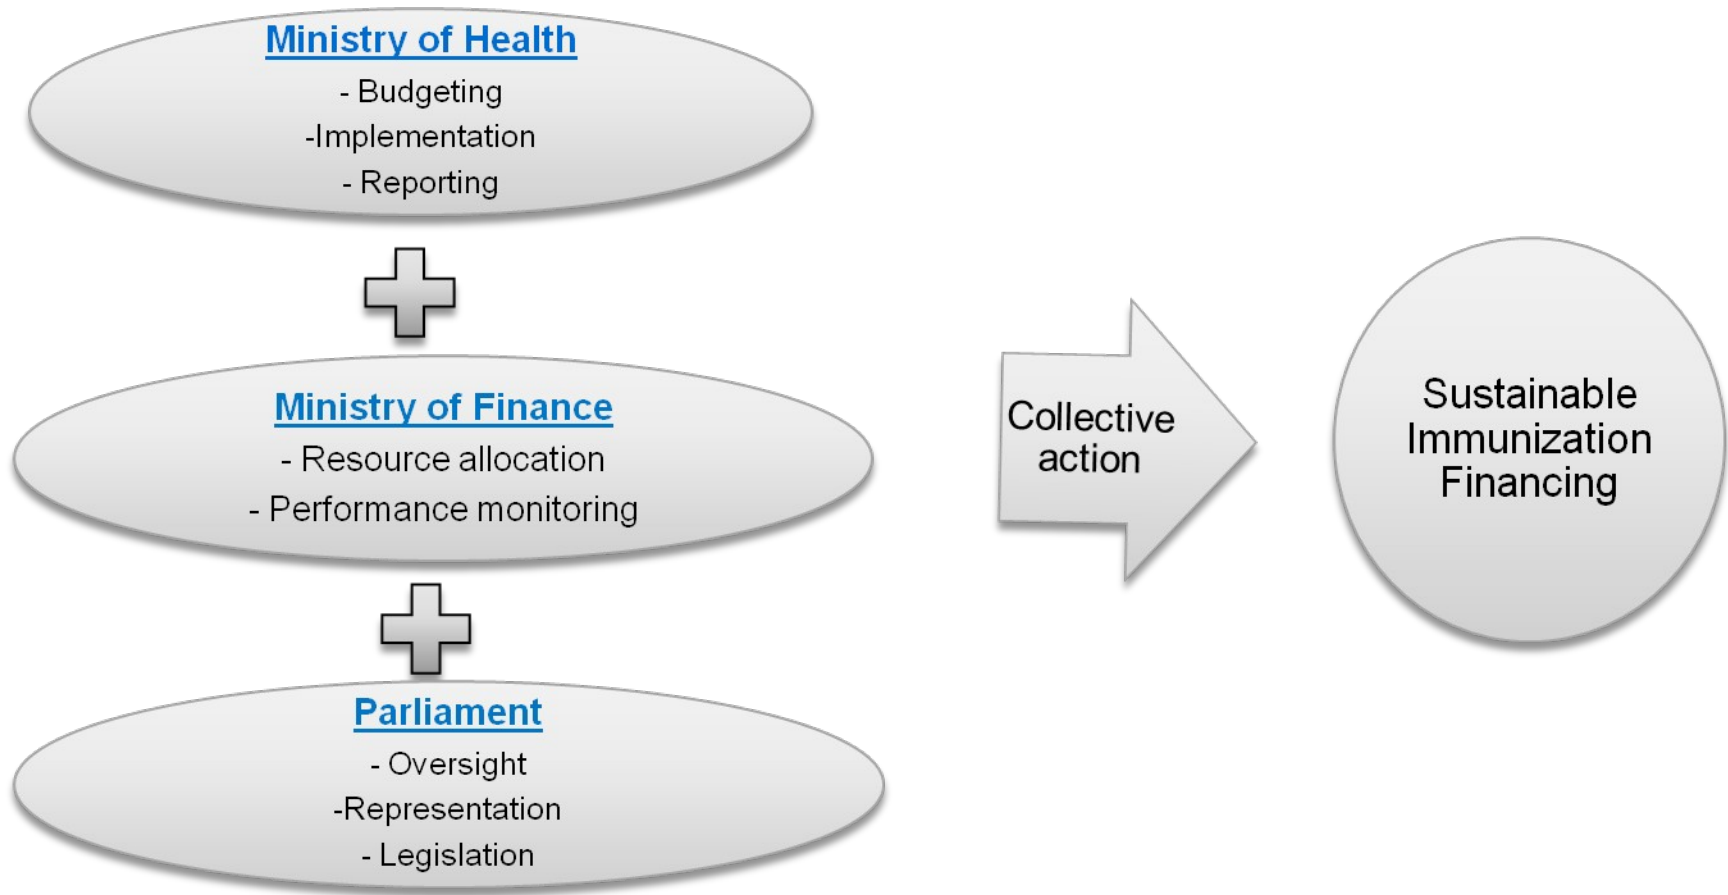 Ministry of Health
- Budgeting
-Implementation
- Reporting
Ministry of Finance
- Resource allocation
- Performance monitoring
Parliament
- Oversight
-Representation
- Legislation
Collective
action
Sustainable
Immunization
Financing